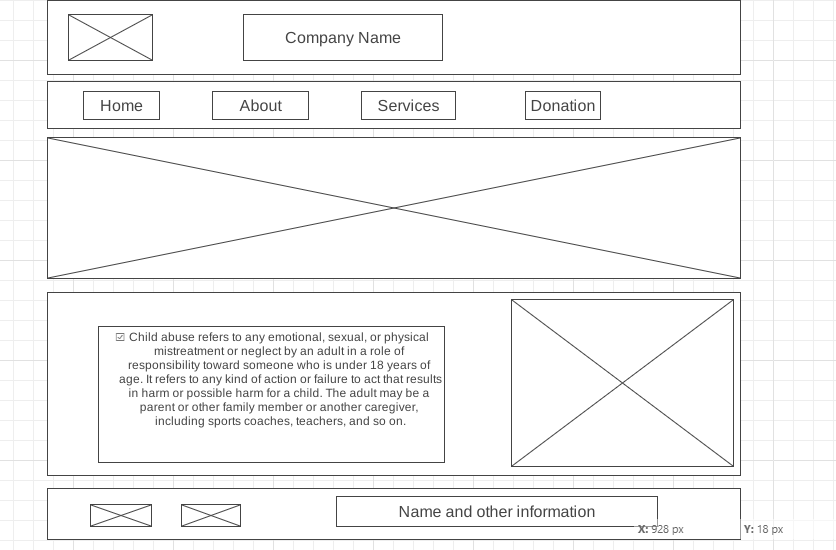 Company Name
Home About Services Donation
☑ Child abuse refers to any emotional, sexual, or physical
mistreatment or neglect by an adult in a role of
responsibility toward someone who is under 18 years of
age. It refers to any kind of action or failure to act that results
in harm or possible harm for a child. The adult may be a
parent or other family member or another caregiver,
including sports coaches, teachers, and so on.
Name and other information
X: 928 px Y: 18 px